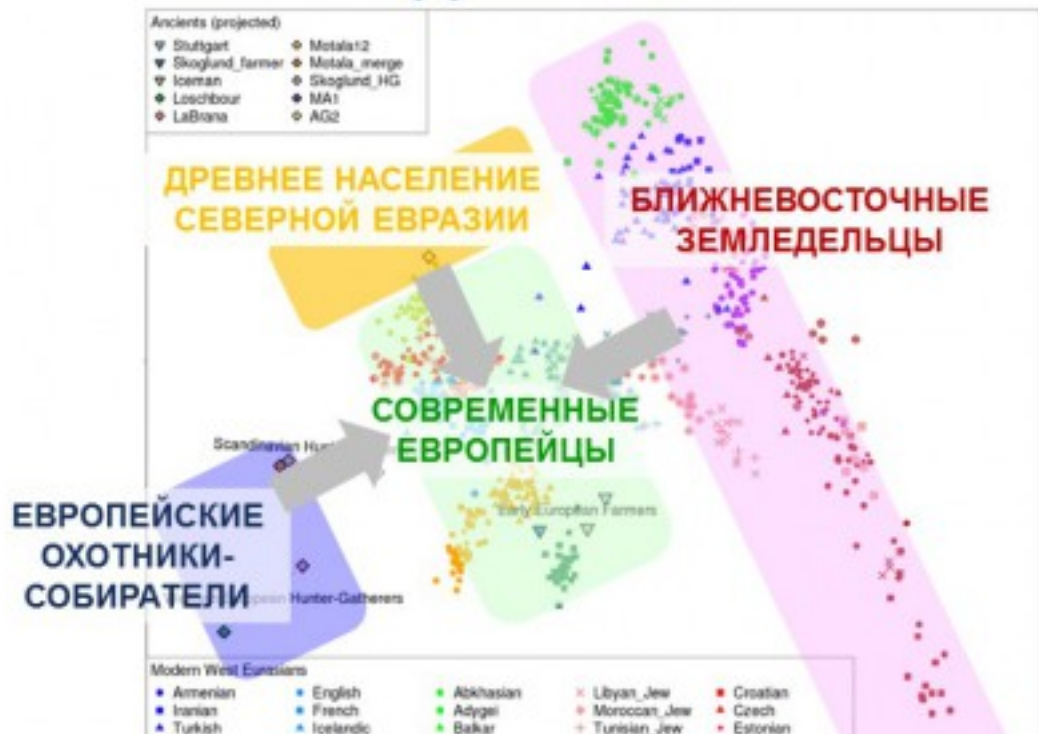 Ancients (projected)
Stuttgart
Skoglund_farmer
Iceman
Loschbour
LaBrana
Motala12
Motala_merge
Skoglund_HG
MA1
AG2
ДРЕВНЕЕ НАСЕЛЕНИЕ
СЕВЕРНОЙ ЕВРАЗИИ
БЛИЖНЕВОСТОЧНЫЕ
ЗЕМЛЕДЕЛЬЦЫ
СОВРЕМЕННЫЕ
ЕВРОПЕЙЦЫ
Scandinavian
Early European Farmers
ЕВРОПЕЙСКИЕ
ОХОТНИКИ-
СОБИРАТЕЛИ
Hunter-Gatherers
Modern West Eurasians
Armenian
Iranian
Turkish
English
French
Icelandic
Abkhasian
Adygei
Balkar
Libyan_Jew
Moroccan_Jew
Tunisian_Jew
Croatian
Czech
Estonian